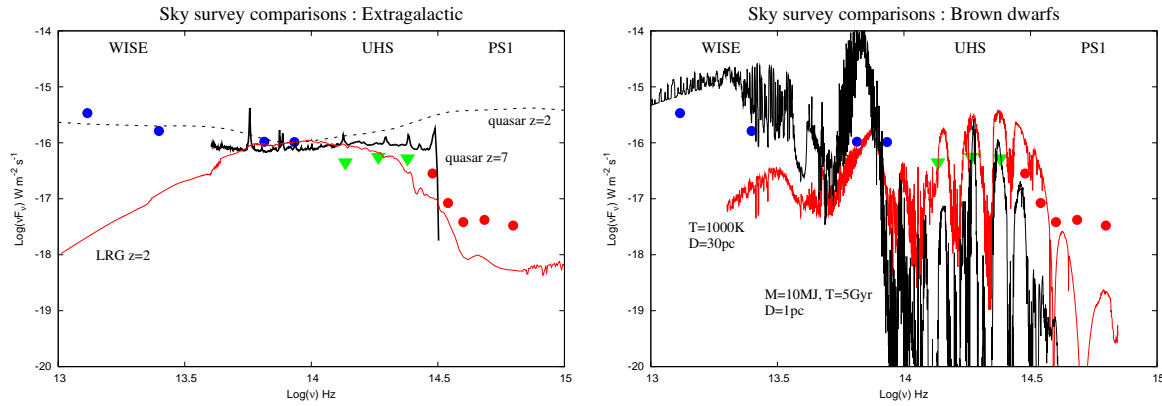 Sky survey comparisons : Extragalactic
-14
-15
-16
-17
-18
-19
-20
13
13.5
14
14.5
15
Log(νFν) W m-2 s-1
Log(ν) Hz
WISE
UHS
PS1
quasar z=2
quasar z=7
LRG z=2
Sky survey comparisons : Brown dwarfs
-14
-15
-16
-17
-18
-19
-20
13
13.5
14
14.5
15
Log(νFν) W m-2 s-1
Log(ν) Hz
WISE
UHS
PS1
T=1000K
D=30pc
M=10MJ, T=5Gyr
D=1pc